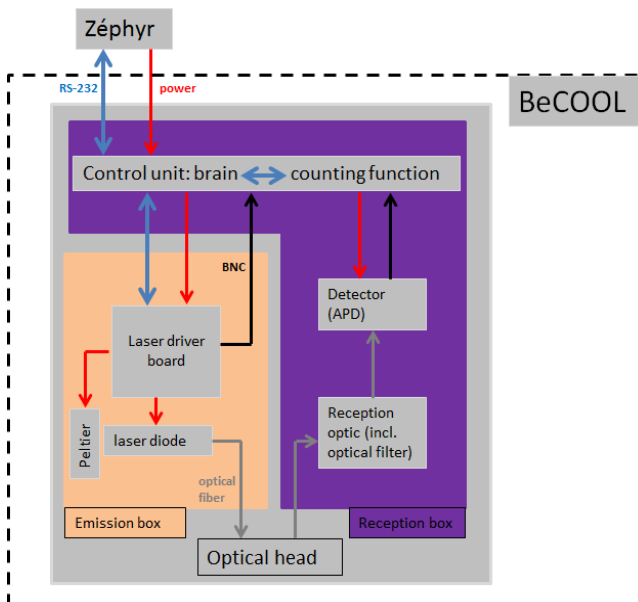 Zéphyr
RS-232
power
BeCOOL
Control unit: brain
counting function
BNC
Detector
(APD)
Laser driver
board
Peltier
laser diode
Reception
optic (incl.
optical filter)
optical
fiber
Emission box
Reception box
Optical head